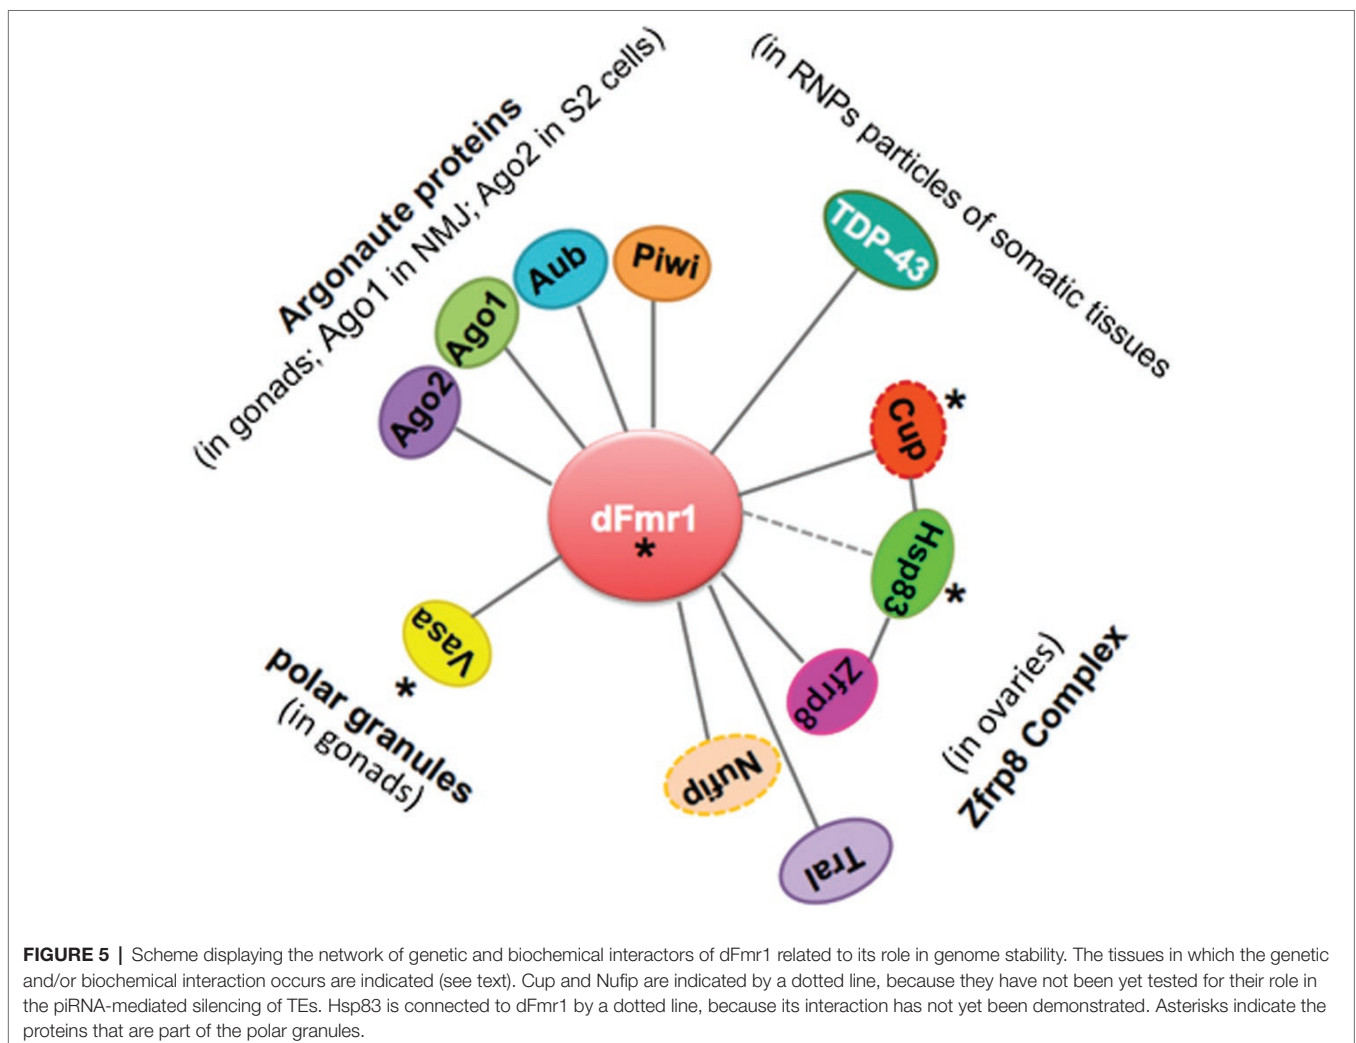 Argonaute proteins
(in gonads; Ago1 in NMJ; Ago2 in S2 cells)
(in RNPs particles of somatic tissues
Piwi
Aub
Ago1
Ago2
TDP-43
Cup
*
dFmr1
*
Hsp83
*
Vasa
*
Zfrp8
polar granules
(in gonads)
(in ovaries)
Zfrp8 Complex
Nufip
Tral
FIGURE 5 | Scheme displaying the network of genetic and biochemical interactors of dFmr1 related to its role in genome stability. The tissues in which the genetic
and/or biochemical interaction occurs are indicated (see text). Cup and Nufip are indicated by a dotted line, because they have not been yet tested for their role in
the piRNA-mediated silencing of TEs. Hsp83 is connected to dFmr1 by a dotted line, because its interaction has not yet been demonstrated. Asterisks indicate the
proteins that are part of the polar granules.